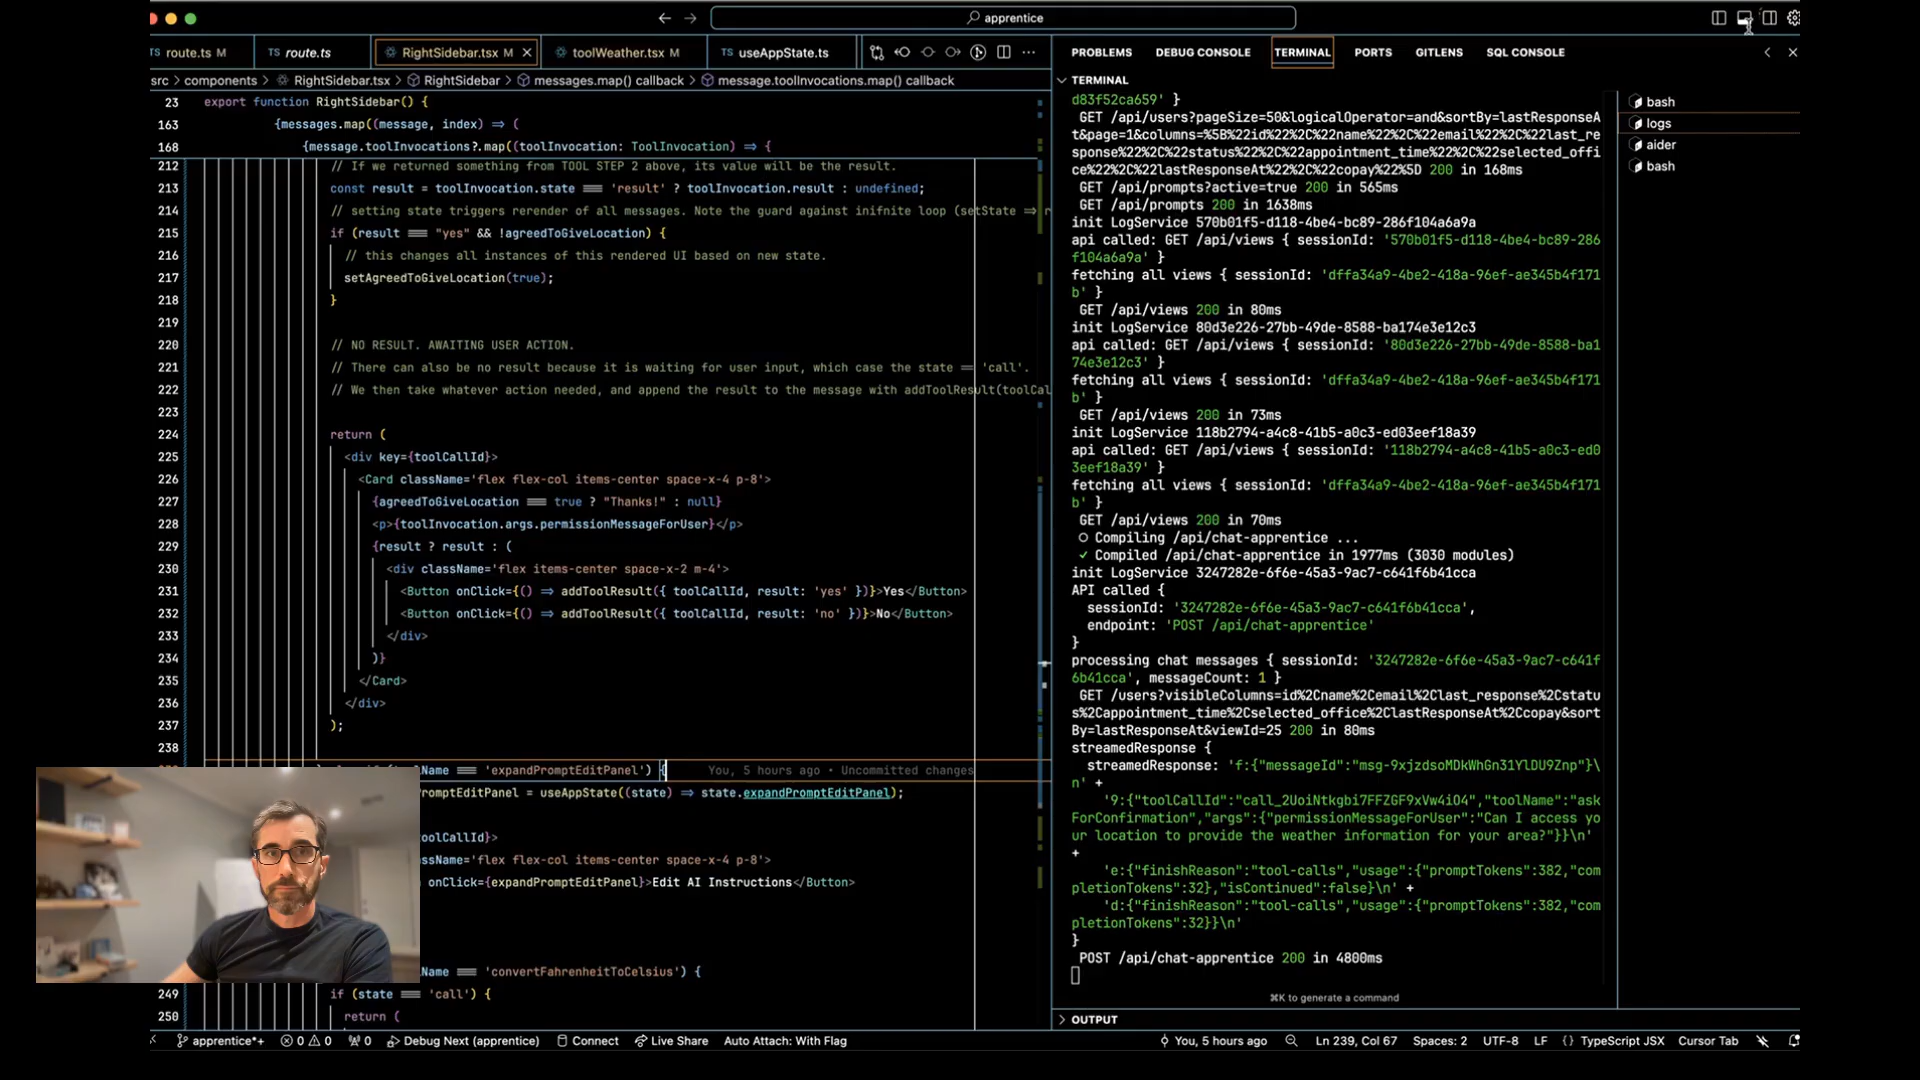 apprentice
TS route.ts M
TS route.ts
RightSidebar.tsx M
toolWeather.tsx M
TS useAppState.ts
PROBLEMS
DEBUG CONSOLE
TERMINAL
PORTS
GITLENS
SQL CONSOLE
src > components > RightSidebar.tsx > RightSidebar > messages.map() callback > message.toolInvocations.map() callback
23 export function RightSidebar() {
163 {messages.map((message, index) => (
168 {message.toolInvocations?.map((toolInvocation: ToolInvocation) => {
212 // If we returned something from TOOL STEP 2 above, its value will be the result.
213 const result = toolInvocation.state === 'result' ? toolInvocation.result : undefined;
214 // setting state triggers rerender of all messages. Note the guard against inifnite loop (setState => r
215 if (result === "yes" && !agreedToGiveLocation) {
216 // this changes all instances of this rendered UI based on new state.
217 setAgreedToGiveLocation(true);
218 }
219
220 // NO RESULT. AWAITING USER ACTION.
221 // There can also be no result because it is waiting for user input, which case the state == 'call'.
222 // We then take whatever action needed, and append the result to the message with addToolResult(toolCal
223
224 return (
225 <div key={toolCallId}>
226 <Card className='flex flex-col items-center space-x-4 p-8'>
227 {agreedToGiveLocation === true ? "Thanks!" : null}
228 <p>{toolInvocation.args.permissionMessageForUser}</p>
229 {result ? result : (
230 <div className='flex items-center space-x-2 m-4'>
231 <Button onClick={() => addToolResult({ toolCallId, result: 'yes' })}>Yes</Button>
232 <Button onClick={() => addToolResult({ toolCallId, result: 'no' })}>No</Button>
233 </div>
234 )}
235 </Card>
236 </div>
237 );
238
Name === 'expandPromptEditPanel') { You, 5 hours ago • Uncommitted changes
romptEditPanel = useAppState((state) => state.expandPromptEditPanel);
oolCallId}>
ssName='flex flex-col items-center space-x-4 p-8'>
onClick={expandPromptEditPanel}>Edit AI Instructions</Button>
Name === 'convertFahrenheitToCelsius') {
249 if (state === 'call') {
250 return (
TERMINAL
d83f52ca659' }
GET /api/users?pageSize=50&logicalOperator=and&sortBy=lastResponseA
t&page=1&columns=%5B%22id%22%2C%22name%22%2C%22email%22%2C%22last_re
sponse%22%2C%22status%22%2C%22appointment_time%22%2C%22selected_offi
ce%22%2C%22lastResponseAt%22%2C%22copay%22%5D 200 in 168ms
GET /api/prompts?active=true 200 in 565ms
GET /api/prompts 200 in 1638ms
init LogService 570b01f5-d118-4be4-bc89-286f104a6a9a
api called: GET /api/views { sessionId: '570b01f5-d118-4be4-bc89-286
f104a6a9a' }
fetching all views { sessionId: 'dffa34a9-4be2-418a-96ef-ae345b4f171
b' }
GET /api/views 200 in 80ms
init LogService 80d3e226-27bb-49de-8588-ba174e3e12c3
api called: GET /api/views { sessionId: '80d3e226-27bb-49de-8588-ba1
74e3e12c3' }
fetching all views { sessionId: 'dffa34a9-4be2-418a-96ef-ae345b4f171
b' }
GET /api/views 200 in 73ms
init LogService 118b2794-a4c8-41b5-a0c3-ed03eef18a39
api called: GET /api/views { sessionId: '118b2794-a4c8-41b5-a0c3-ed0
3eef18a39' }
fetching all views { sessionId: 'dffa34a9-4be2-418a-96ef-ae345b4f171
b' }
GET /api/views 200 in 70ms
○ Compiling /api/chat-apprentice ...
✓ Compiled /api/chat-apprentice in 1977ms (3030 modules)
init LogService 3247282e-6f6e-45a3-9ac7-c641f6b41cca
API called {
sessionId: '3247282e-6f6e-45a3-9ac7-c641f6b41cca',
endpoint: 'POST /api/chat-apprentice'
}
processing chat messages { sessionId: '3247282e-6f6e-45a3-9ac7-c641f
6b41cca', messageCount: 1 }
GET /users?visibleColumns=id%2Cname%2Cemail%2Clast_response%2Cstatu
s%2Cappointment_time%2Cselected_office%2ClastResponseAt%2Ccopay&sort
By=lastResponseAt&viewId=25 200 in 80ms
streamedResponse {
streamedResponse: 'f:{"messageId":"msg-9xjzdsoMDkWhGn31YlDU9Znp"}\
n' +
'9:{"toolCallId":"call_2UoiNtkgbi7FFZGF9xVw4iO4","toolName":"ask
ForConfirmation","args":{"permissionMessageForUser":"Can I access yo
ur location to provide the weather information for your area?"}}\n'
+
'e:{"finishReason":"tool-calls","usage":{"promptTokens":382,"com
pletionTokens":32},"isContinued":false}\n' +
'd:{"finishReason":"tool-calls","usage":{"promptTokens":382,"com
pletionTokens":32}}\n'
}
POST /api/chat-apprentice 200 in 4800ms
⌘K to generate a command
OUTPUT
bash
logs
aider
bash
apprentice*+
0 0
0
Debug Next (apprentice)
Connect
Live Share
Auto Attach: With Flag
You, 5 hours ago
Ln 239, Col 67
Spaces: 2
UTF-8
LF
{} TypeScript JSX
Cursor Tab